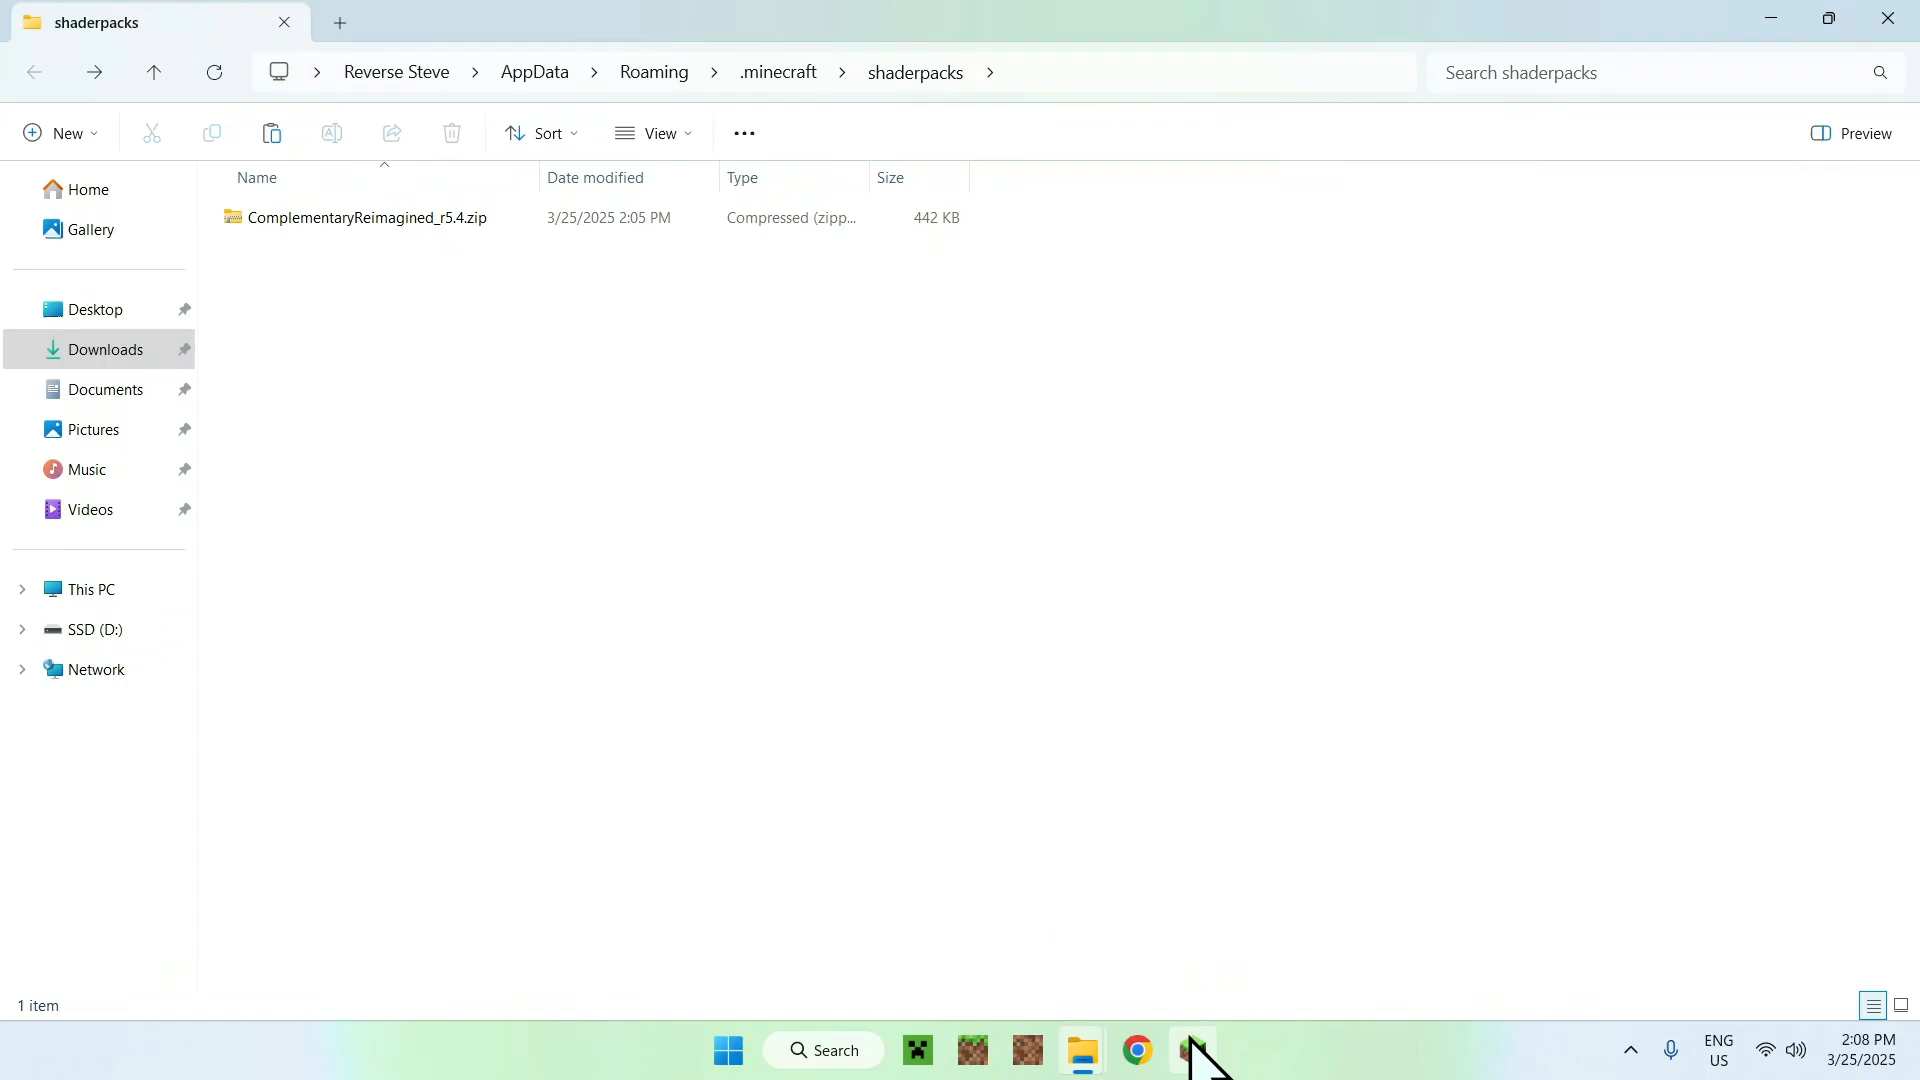 shaderpacks
Reverse Steve AppData Roaming .minecraft shaderpacks
Search shaderpacks
New Sort View Preview
Name Date modified Type Size
ComplementaryReimagined_r5.4.zip 3/25/2025 2:05 PM Compressed (zipp... 442 KB
Home
Gallery
Desktop
Downloads
Documents
Pictures
Music
Videos
This PC
SSD (D:)
Network
1 item
Search
ENG
US
2:08 PM
3/25/2025